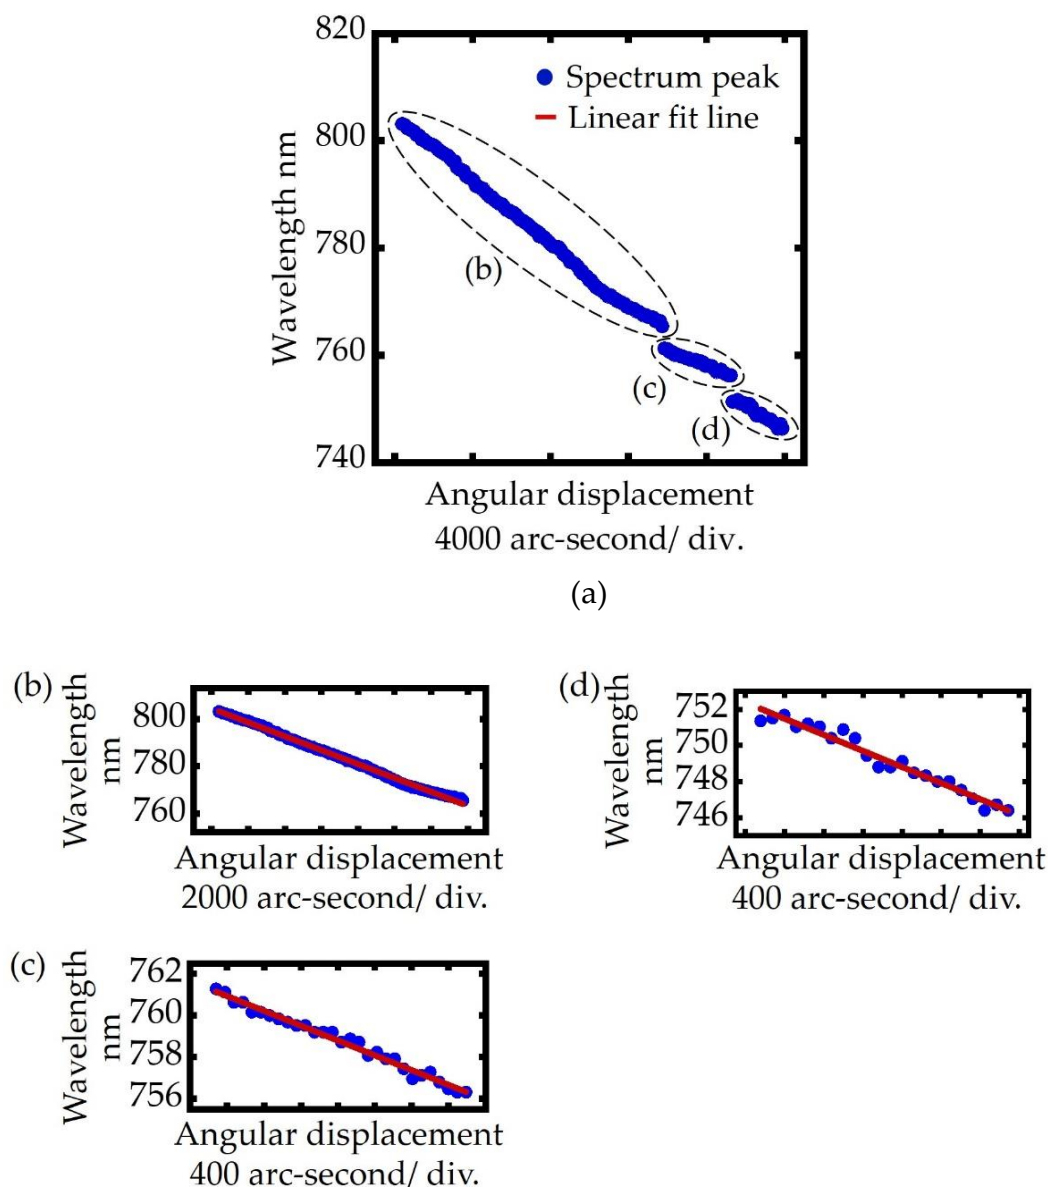 820
800
780
760
740
Wavelength nm
Spectrum peak
Linear fit line
(b)
(c)
(d)
Angular displacement
4000 arc-second/ div.
(a)
(b)
Wavelength
nm
800
780
760
Angular displacement
2000 arc-second/ div.
(d)
Wavelength
nm
752
750
748
746
Angular displacement
400 arc-second/ div.
(c)
Wavelength
nm
762
760
758
756
Angular displacement
400 arc-second/ div.